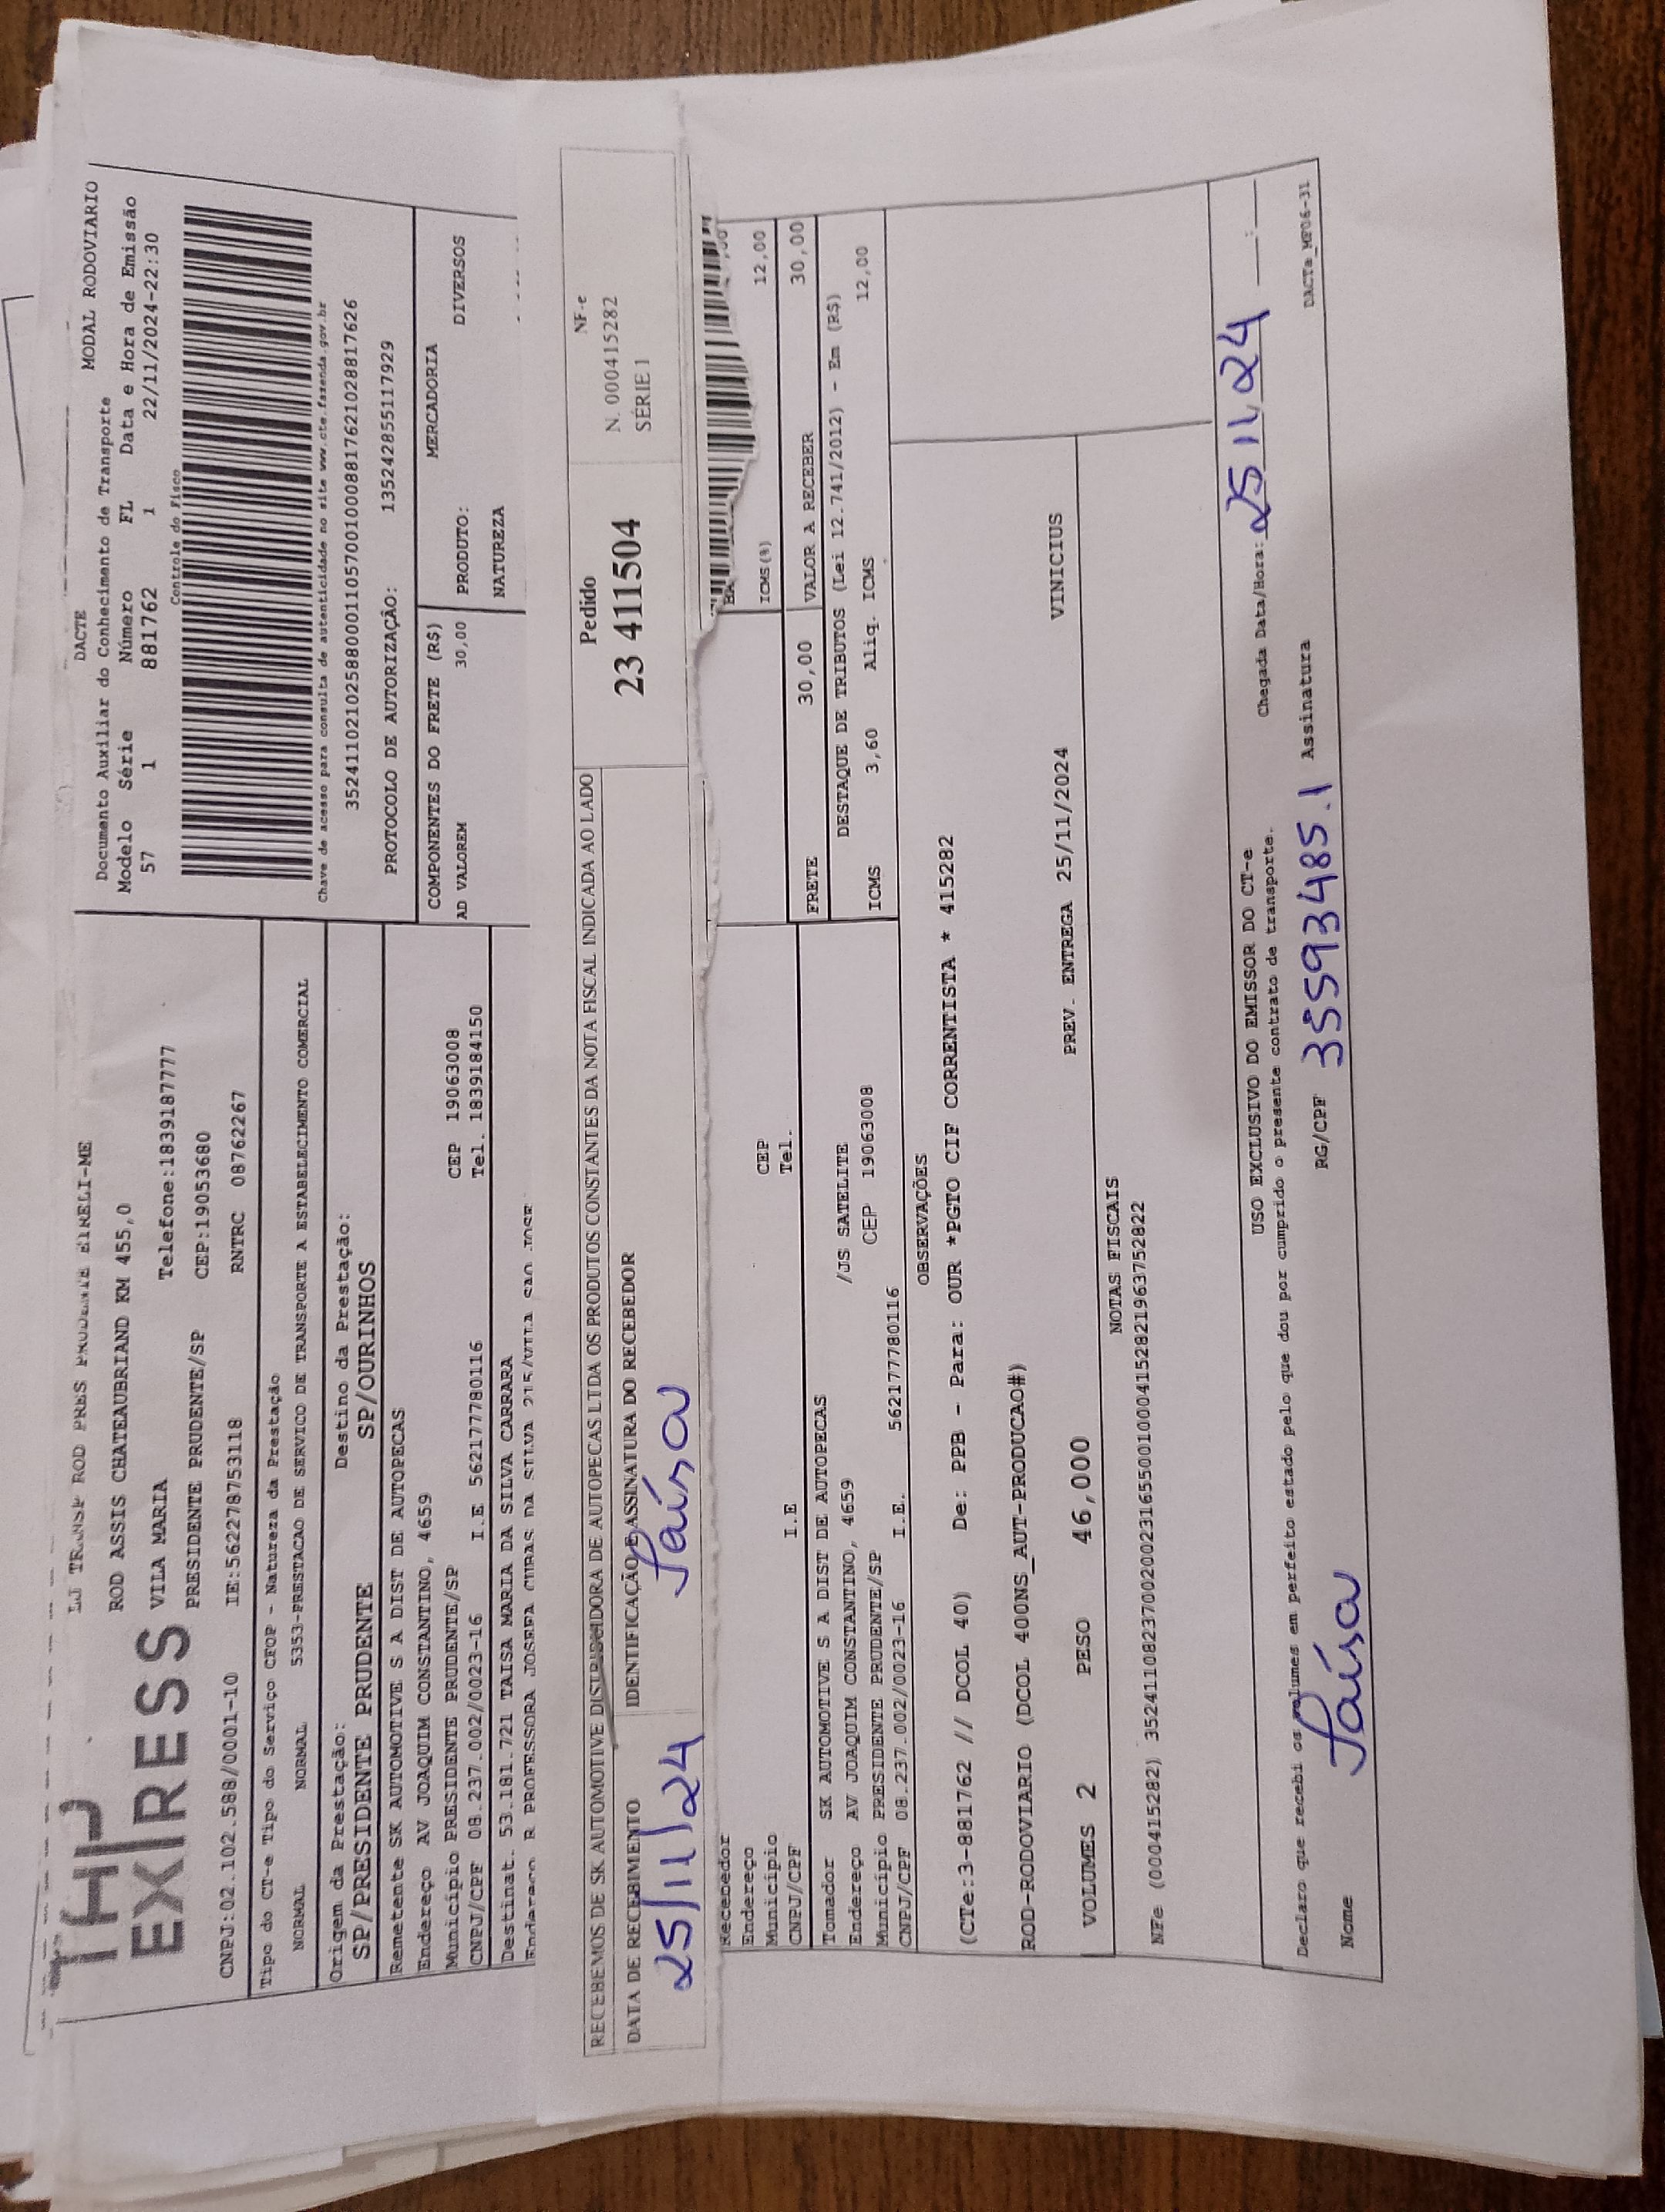 THJ
EXPRESS
LJ TRANSP ROD PRES PRUDENTE EIRELI-ME
ROD ASSIS CHATEAUBRIAND KM 455,0
VILA MARIA Telefone:1839187777
PRESIDENTE PRUDENTE/SP CEP:19053680
CNPJ:02.102.588/0001-10 IE:562278753118 RNTRC 08762267
DACTE MODAL RODOVIARIO
Documento Auxiliar do Conhecimento de Transporte
Modelo Série Número FL Data e Hora de Emissão
57 1 881762 1 22/11/2024-22:30
Controle do Fisco
Chave de acesso para consulta de autenticidade no site www.cte.fazenda.gov.br
35241102102588000110570010008817621028817626
PROTOCOLO DE AUTORIZAÇÃO: 135242855117929
Tipo do CT-e Tipo do Serviço CFOP - Natureza da Prestação
NORMAL NORMAL 5353-PRESTACAO DE SERVICO DE TRANSPORTE A ESTABELECIMENTO COMERCIAL
Origem da Prestação: Destino da Prestação:
SP/PRESIDENTE PRUDENTE SP/OURINHOS
Remetente SK AUTOMOTIVE S A DIST DE AUTOPECAS
Endereço AV JOAQUIM CONSTANTINO, 4659
Município PRESIDENTE PRUDENTE/SP CEP 19063008
CNPJ/CPF 08.237.002/0023-16 I.E 562177780116 Tel. 1839184150
Destinat. 53.181.721 TAISA MARIA DA SILVA CARRARA
Endereço R PROFESSORA JOSEFA CUBAS DA SILVA 215/VILA SAO JOSE
COMPONENTES DO FRETE (R$) MERCADORIA
AD VALOREM 30,00 PRODUTO: DIVERSOS
NATUREZA
RECEBEMOS DE SK AUTOMOTIVE DISTRIBUIDORA DE AUTOPECAS LTDA OS PRODUTOS CONSTANTES DA NOTA FISCAL INDICADA AO LADO
DATA DE RECEBIMENTO IDENTIFICAÇÃO E ASSINATURA DO RECEBEDOR
25/11/24 Taísa
Pedido
23 411504
NF-e
N. 000415282
SÉRIE 1
Recebedor
Endereço
Município CEP
CNPJ/CPF I.E Tel.
ICMS(%) 12,00
FRETE 30,00 VALOR A RECEBER 30,00
DESTAQUE DE TRIBUTOS (Lei 12.741/2012) - Em (R$)
ICMS 3,60 Aliq. ICMS 12,00
Tomador SK AUTOMOTIVE S A DIST DE AUTOPECAS
Endereço AV JOAQUIM CONSTANTINO, 4659 /JS SATELITE
Município PRESIDENTE PRUDENTE/SP CEP 19063008
CNPJ/CPF 08.237.002/0023-16 I.E. 562177780116
OBSERVAÇÕES
(CTe:3-881762 // DCOL 40) De: PPB - Para: OUR *PGTO CIF CORRENTISTA * 415282
ROD-RODOVIARIO (DCOL 400NS_AUT-PRODUCAO#)
VOLUMES 2 PESO 46,000 PREV. ENTREGA 25/11/2024 VINICIUS
NOTAS FISCAIS
NFe (000415282) 35241108237002002316550010004152821963752822
USO EXCLUSIVO DO EMISSOR DO CT-e
Declaro que recebi os volumes em perfeito estado pelo que dou por cumprido o presente contrato de transporte.
Chegada Data/Hora: 25/11/24 __:__
Nome Taísa RG/CPF 35593485.1 Assinatura
DACTa_MF06-31